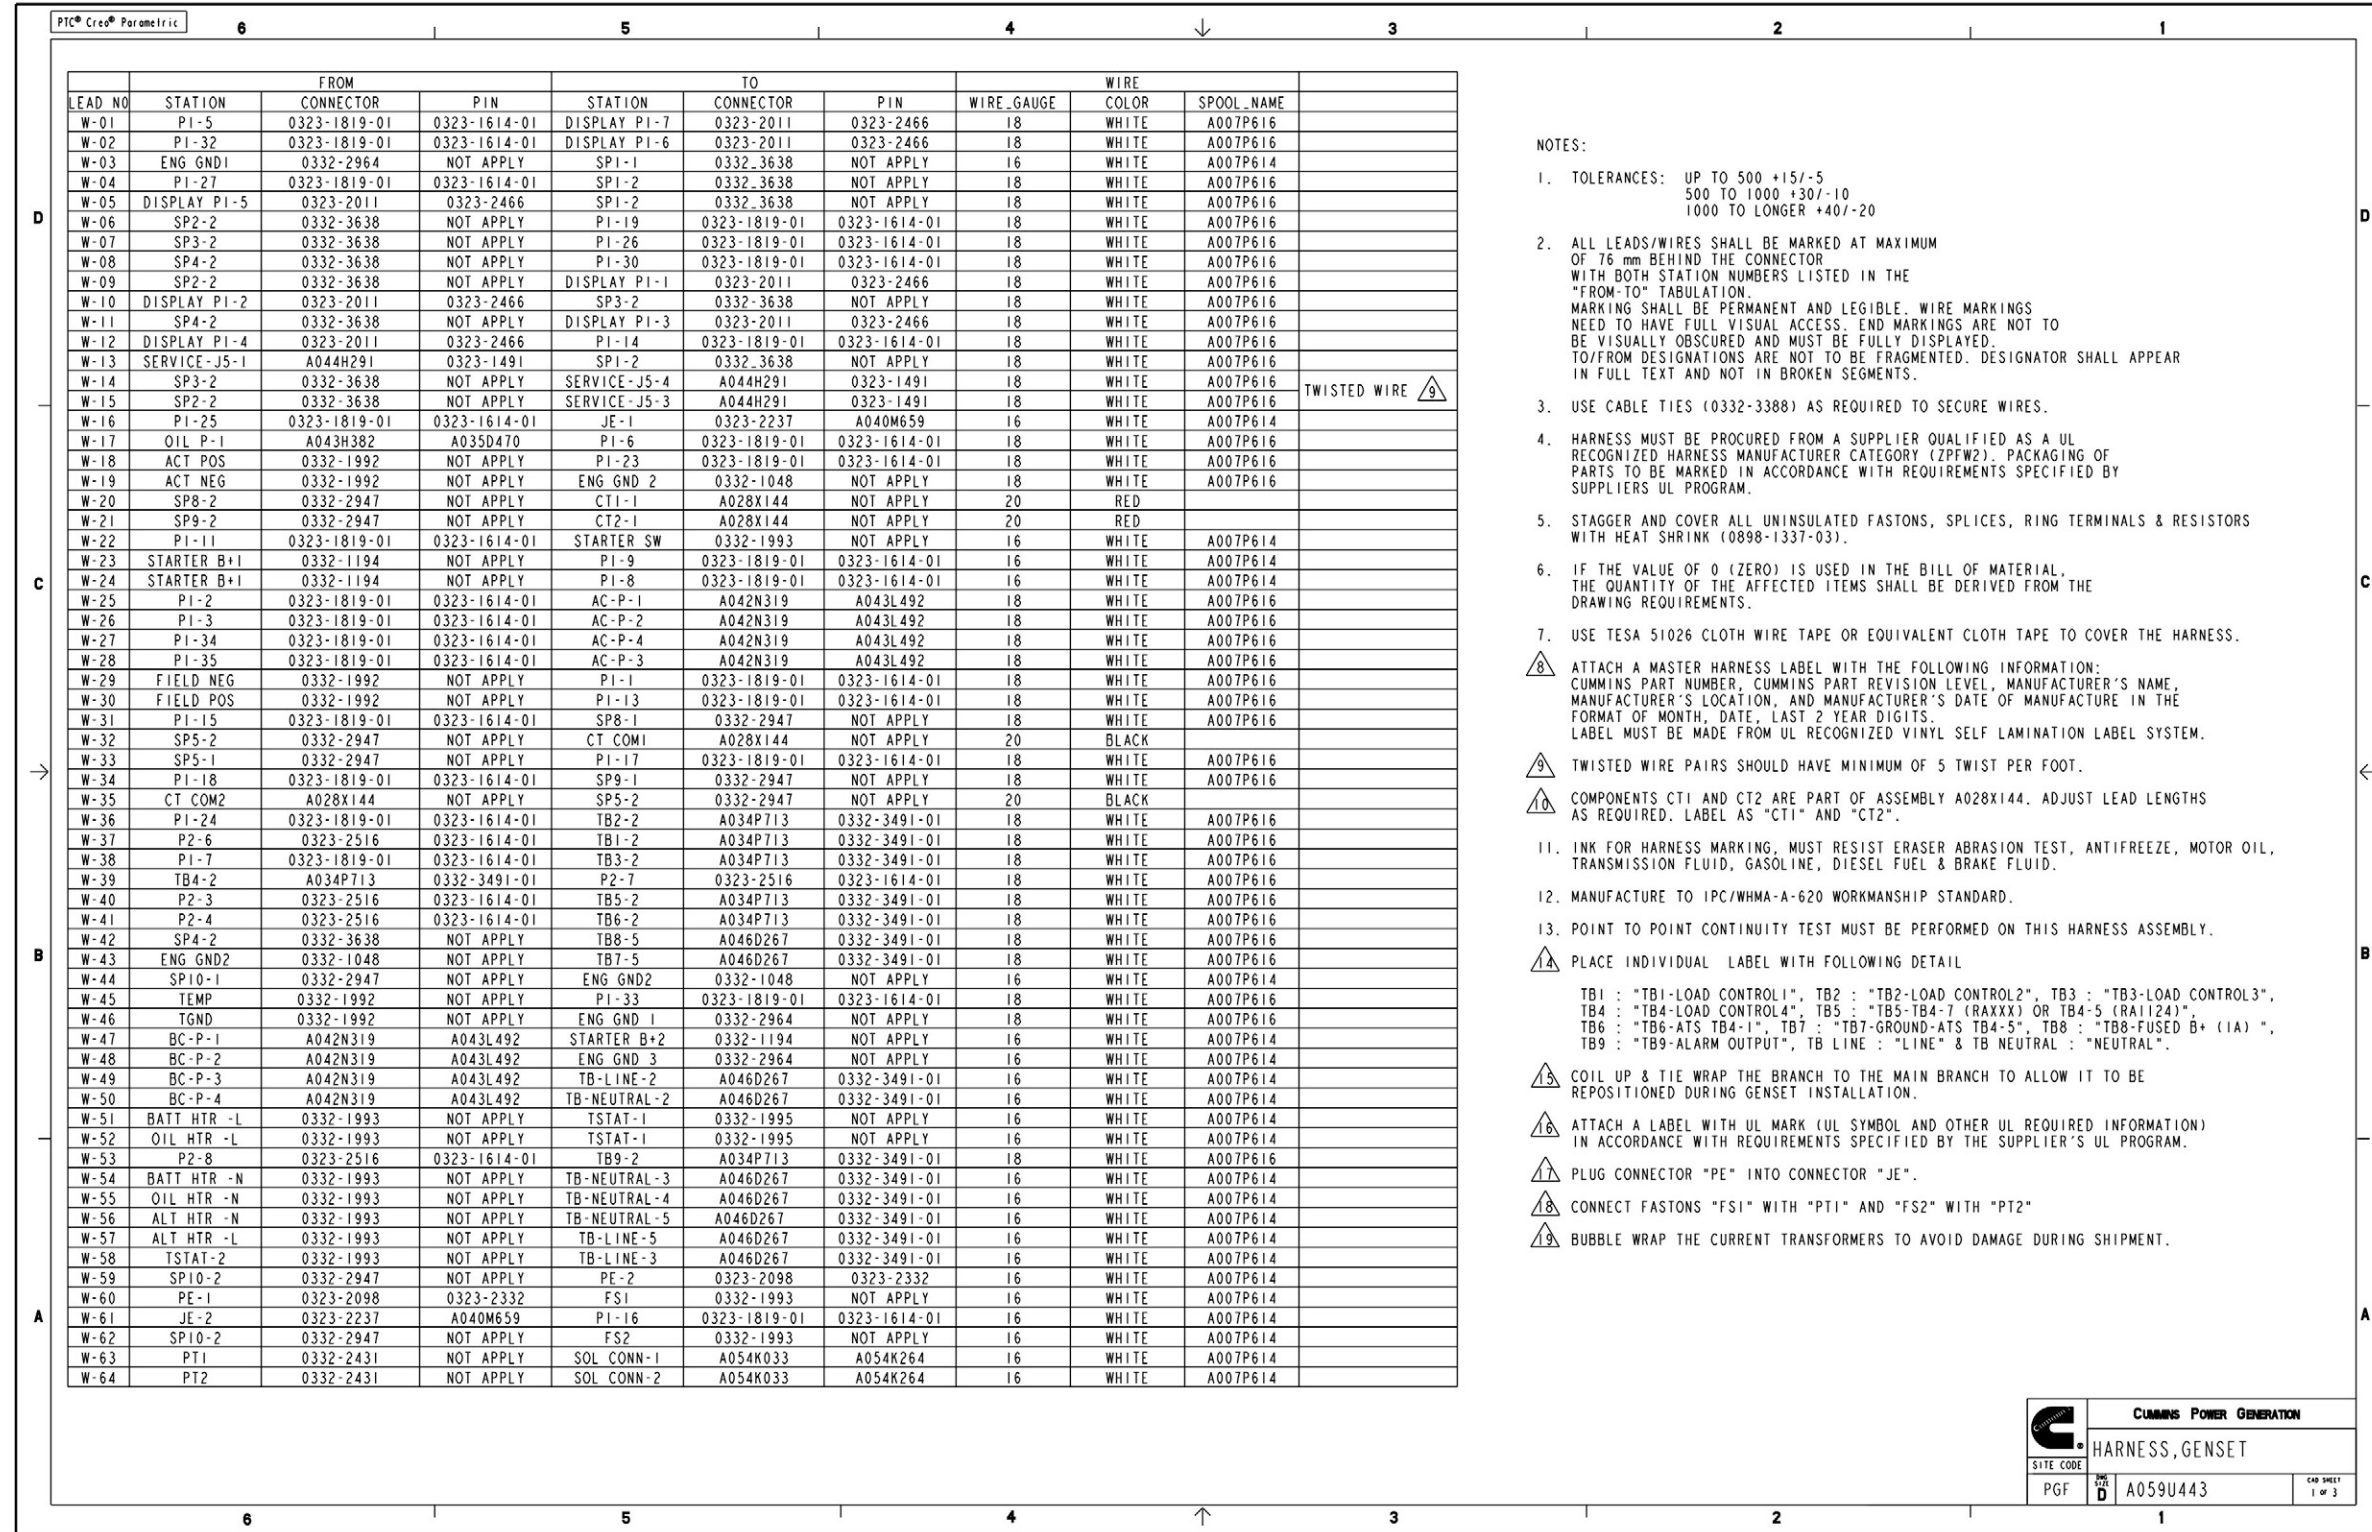 PTC® Creo® Parametric
6 5 4 3 2 1
FROM TO WIRE
LEAD NO STATION CONNECTOR PIN STATION CONNECTOR PIN WIRE_GAUGE COLOR SPOOL_NAME
W-01 P1-5 0323-1819-01 0323-1614-01 DISPLAY P1-7 0323-2011 0323-2466 18 WHITE A007P616
W-02 P1-32 0323-1819-01 0323-1614-01 DISPLAY P1-6 0323-2011 0323-2466 18 WHITE A007P616
W-03 ENG GND1 0332-2964 NOT APPLY SP1-1 0332_3638 NOT APPLY 16 WHITE A007P614
W-04 P1-27 0323-1819-01 0323-1614-01 SP1-2 0332_3638 NOT APPLY 18 WHITE A007P616
W-05 DISPLAY P1-5 0323-2011 0323-2466 SP1-2 0332_3638 NOT APPLY 18 WHITE A007P616
W-06 SP2-2 0332-3638 NOT APPLY P1-19 0323-1819-01 0323-1614-01 18 WHITE A007P616
W-07 SP3-2 0332-3638 NOT APPLY P1-26 0323-1819-01 0323-1614-01 18 WHITE A007P616
W-08 SP4-2 0332-3638 NOT APPLY P1-30 0323-1819-01 0323-1614-01 18 WHITE A007P616
W-09 SP2-2 0332-3638 NOT APPLY DISPLAY P1-1 0323-2011 0323-2466 18 WHITE A007P616
W-10 DISPLAY P1-2 0323-2011 0323-2466 SP3-2 0332-3638 NOT APPLY 18 WHITE A007P616
W-11 SP4-2 0332-3638 NOT APPLY DISPLAY P1-3 0323-2011 0323-2466 18 WHITE A007P616
W-12 DISPLAY P1-4 0323-2011 0323-2466 P1-14 0323-1819-01 0323-1614-01 18 WHITE A007P616
W-13 SERVICE-J5-1 A044H291 0323-1491 SP1-2 0332_3638 NOT APPLY 18 WHITE A007P616
W-14 SP3-2 0332-3638 NOT APPLY SERVICE-J5-4 A044H291 0323-1491 18 WHITE A007P616
TWISTED WIRE 9
W-15 SP2-2 0332-3638 NOT APPLY SERVICE-J5-3 A044H291 0323-1491 18 WHITE A007P616
W-16 P1-25 0323-1819-01 0323-1614-01 JE-1 0323-2237 A040M659 16 WHITE A007P614
W-17 OIL P-1 A043H382 A035D470 P1-6 0323-1819-01 0323-1614-01 18 WHITE A007P616
W-18 ACT POS 0332-1992 NOT APPLY P1-23 0323-1819-01 0323-1614-01 18 WHITE A007P616
W-19 ACT NEG 0332-1992 NOT APPLY ENG GND 2 0332-1048 NOT APPLY 18 WHITE A007P616
W-20 SP8-2 0332-2947 NOT APPLY CT1-1 A028X144 NOT APPLY 20 RED
W-21 SP9-2 0332-2947 NOT APPLY CT2-1 A028X144 NOT APPLY 20 RED
W-22 P1-11 0323-1819-01 0323-1614-01 STARTER SW 0332-1993 NOT APPLY 16 WHITE A007P614
W-23 STARTER B+1 0332-1194 NOT APPLY P1-9 0323-1819-01 0323-1614-01 16 WHITE A007P614
W-24 STARTER B+1 0332-1194 NOT APPLY P1-8 0323-1819-01 0323-1614-01 16 WHITE A007P614
W-25 P1-2 0323-1819-01 0323-1614-01 AC-P-1 A042N319 A043L492 18 WHITE A007P616
W-26 P1-3 0323-1819-01 0323-1614-01 AC-P-2 A042N319 A043L492 18 WHITE A007P616
W-27 P1-34 0323-1819-01 0323-1614-01 AC-P-4 A042N319 A043L492 18 WHITE A007P616
W-28 P1-35 0323-1819-01 0323-1614-01 AC-P-3 A042N319 A043L492 18 WHITE A007P616
W-29 FIELD NEG 0332-1992 NOT APPLY P1-1 0323-1819-01 0323-1614-01 18 WHITE A007P616
W-30 FIELD POS 0332-1992 NOT APPLY P1-13 0323-1819-01 0323-1614-01 18 WHITE A007P616
W-31 P1-15 0323-1819-01 0323-1614-01 SP8-1 0332-2947 NOT APPLY 18 WHITE A007P616
W-32 SP5-2 0332-2947 NOT APPLY CT COM1 A028X144 NOT APPLY 20 BLACK
W-33 SP5-1 0332-2947 NOT APPLY P1-17 0323-1819-01 0323-1614-01 18 WHITE A007P616
W-34 P1-18 0323-1819-01 0323-1614-01 SP9-1 0332-2947 NOT APPLY 18 WHITE A007P616
W-35 CT COM2 A028X144 NOT APPLY SP5-2 0332-2947 NOT APPLY 20 BLACK
W-36 P1-24 0323-1819-01 0323-1614-01 TB2-2 A034P713 0332-3491-01 18 WHITE A007P616
W-37 P2-6 0323-2516 0323-1614-01 TB1-2 A034P713 0332-3491-01 18 WHITE A007P616
W-38 P1-7 0323-1819-01 0323-1614-01 TB3-2 A034P713 0332-3491-01 18 WHITE A007P616
W-39 TB4-2 A034P713 0332-3491-01 P2-7 0323-2516 0323-1614-01 18 WHITE A007P616
W-40 P2-3 0323-2516 0323-1614-01 TB5-2 A034P713 0332-3491-01 18 WHITE A007P616
W-41 P2-4 0323-2516 0323-1614-01 TB6-2 A034P713 0332-3491-01 18 WHITE A007P616
W-42 SP4-2 0332-3638 NOT APPLY TB8-5 A046D267 0332-3491-01 18 WHITE A007P616
W-43 ENG GND2 0332-1048 NOT APPLY TB7-5 A046D267 0332-3491-01 18 WHITE A007P616
W-44 SP10-1 0332-2947 NOT APPLY ENG GND2 0332-1048 NOT APPLY 16 WHITE A007P614
W-45 TEMP 0332-1992 NOT APPLY P1-33 0323-1819-01 0323-1614-01 18 WHITE A007P616
W-46 TGND 0332-1992 NOT APPLY ENG GND 1 0332-2964 NOT APPLY 18 WHITE A007P616
W-47 BC-P-1 A042N319 A043L492 STARTER B+2 0332-1194 NOT APPLY 16 WHITE A007P614
W-48 BC-P-2 A042N319 A043L492 ENG GND 3 0332-2964 NOT APPLY 16 WHITE A007P614
W-49 BC-P-3 A042N319 A043L492 TB-LINE-2 A046D267 0332-3491-01 16 WHITE A007P614
W-50 BC-P-4 A042N319 A043L492 TB-NEUTRAL-2 A046D267 0332-3491-01 16 WHITE A007P614
W-51 BATT HTR -L 0332-1993 NOT APPLY TSTAT-1 0332-1995 NOT APPLY 16 WHITE A007P614
W-52 OIL HTR -L 0332-1993 NOT APPLY TSTAT-1 0332-1995 NOT APPLY 16 WHITE A007P614
W-53 P2-8 0323-2516 0323-1614-01 TB9-2 A034P713 0332-3491-01 18 WHITE A007P616
W-54 BATT HTR -N 0332-1993 NOT APPLY TB-NEUTRAL-3 A046D267 0332-3491-01 16 WHITE A007P614
W-55 OIL HTR -N 0332-1993 NOT APPLY TB-NEUTRAL-4 A046D267 0332-3491-01 16 WHITE A007P614
W-56 ALT HTR -N 0332-1993 NOT APPLY TB-NEUTRAL-5 A046D267 0332-3491-01 16 WHITE A007P614
W-57 ALT HTR -L 0332-1993 NOT APPLY TB-LINE-5 A046D267 0332-3491-01 16 WHITE A007P614
W-58 TSTAT-2 0332-1993 NOT APPLY TB-LINE-3 A046D267 0332-3491-01 16 WHITE A007P614
W-59 SP10-2 0332-2947 NOT APPLY PE-2 0323-2098 0323-2332 16 WHITE A007P614
W-60 PE-1 0323-2098 0323-2332 FS1 0332-1993 NOT APPLY 16 WHITE A007P614
W-61 JE-2 0323-2237 A040M659 P1-16 0323-1819-01 0323-1614-01 16 WHITE A007P614
W-62 SP10-2 0332-2947 NOT APPLY FS2 0332-1993 NOT APPLY 16 WHITE A007P614
W-63 PT1 0332-2431 NOT APPLY SOL CONN-1 A054K033 A054K264 16 WHITE A007P614
W-64 PT2 0332-2431 NOT APPLY SOL CONN-2 A054K033 A054K264 16 WHITE A007P614
D
C
B
A
NOTES:
1. TOLERANCES: UP TO 500 +15/-5
500 TO 1000 +30/-10
1000 TO LONGER +40/-20
2. ALL LEADS/WIRES SHALL BE MARKED AT MAXIMUM
OF 76 mm BEHIND THE CONNECTOR
WITH BOTH STATION NUMBERS LISTED IN THE
"FROM-TO" TABULATION.
MARKING SHALL BE PERMANENT AND LEGIBLE. WIRE MARKINGS
NEED TO HAVE FULL VISUAL ACCESS. END MARKINGS ARE NOT TO
BE VISUALLY OBSCURED AND MUST BE FULLY DISPLAYED.
TO/FROM DESIGNATIONS ARE NOT TO BE FRAGMENTED. DESIGNATOR SHALL APPEAR
IN FULL TEXT AND NOT IN BROKEN SEGMENTS.
3. USE CABLE TIES (0332-3388) AS REQUIRED TO SECURE WIRES.
4. HARNESS MUST BE PROCURED FROM A SUPPLIER QUALIFIED AS A UL
RECOGNIZED HARNESS MANUFACTURER CATEGORY (ZPFW2). PACKAGING OF
PARTS TO BE MARKED IN ACCORDANCE WITH REQUIREMENTS SPECIFIED BY
SUPPLIERS UL PROGRAM.
5. STAGGER AND COVER ALL UNINSULATED FASTONS, SPLICES, RING TERMINALS & RESISTORS
WITH HEAT SHRINK (0898-1337-03).
6. IF THE VALUE OF 0 (ZERO) IS USED IN THE BILL OF MATERIAL,
THE QUANTITY OF THE AFFECTED ITEMS SHALL BE DERIVED FROM THE
DRAWING REQUIREMENTS.
7. USE TESA 51026 CLOTH WIRE TAPE OR EQUIVALENT CLOTH TAPE TO COVER THE HARNESS.
8 ATTACH A MASTER HARNESS LABEL WITH THE FOLLOWING INFORMATION:
CUMMINS PART NUMBER, CUMMINS PART REVISION LEVEL, MANUFACTURER'S NAME,
MANUFACTURER'S LOCATION, AND MANUFACTURER'S DATE OF MANUFACTURE IN THE
FORMAT OF MONTH, DATE, LAST 2 YEAR DIGITS.
LABEL MUST BE MADE FROM UL RECOGNIZED VINYL SELF LAMINATION LABEL SYSTEM.
9 TWISTED WIRE PAIRS SHOULD HAVE MINIMUM OF 5 TWIST PER FOOT.
10 COMPONENTS CT1 AND CT2 ARE PART OF ASSEMBLY A028X144. ADJUST LEAD LENGTHS
AS REQUIRED. LABEL AS "CT1" AND "CT2".
11. INK FOR HARNESS MARKING, MUST RESIST ERASER ABRASION TEST, ANTIFREEZE, MOTOR OIL,
TRANSMISSION FLUID, GASOLINE, DIESEL FUEL & BRAKE FLUID.
12. MANUFACTURE TO IPC/WHMA-A-620 WORKMANSHIP STANDARD.
13. POINT TO POINT CONTINUITY TEST MUST BE PERFORMED ON THIS HARNESS ASSEMBLY.
14 PLACE INDIVIDUAL LABEL WITH FOLLOWING DETAIL
TB1 : "TB1-LOAD CONTROL1", TB2 : "TB2-LOAD CONTROL2", TB3 : "TB3-LOAD CONTROL3",
TB4 : "TB4-LOAD CONTROL4", TB5 : "TB5-TB4-7 (RAXXX) OR TB4-5 (RA1124)",
TB6 : "TB6-ATS TB4-1", TB7 : "TB7-GROUND-ATS TB4-5", TB8 : "TB8-FUSED B+ (1A) ",
TB9 : "TB9-ALARM OUTPUT", TB LINE : "LINE" & TB NEUTRAL : "NEUTRAL".
15 COIL UP & TIE WRAP THE BRANCH TO THE MAIN BRANCH TO ALLOW IT TO BE
REPOSITIONED DURING GENSET INSTALLATION.
16 ATTACH A LABEL WITH UL MARK (UL SYMBOL AND OTHER UL REQUIRED INFORMATION)
IN ACCORDANCE WITH REQUIREMENTS SPECIFIED BY THE SUPPLIER'S UL PROGRAM.
17 PLUG CONNECTOR "PE" INTO CONNECTOR "JE".
18 CONNECT FASTONS "FS1" WITH "PT1" AND "FS2" WITH "PT2"
19 BUBBLE WRAP THE CURRENT TRANSFORMERS TO AVOID DAMAGE DURING SHIPMENT.
D
C
B
A
Cummins ®
CUMMINS POWER GENERATION
HARNESS,GENSET
SITE CODE
PGF
DWG SIZE
D
A059U443
CAD SHEET
1 OF 3
6 5 4 3 2 1